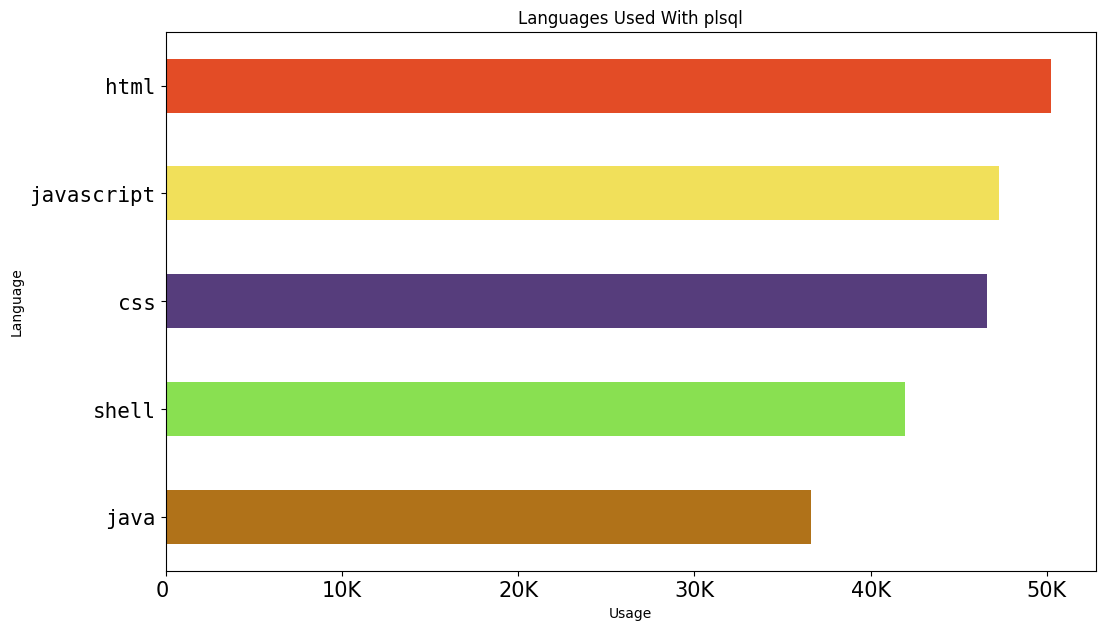 Languages Used With plsql
html
javascript
css
shell
java
Language
0 10K 20K 30K 40K 50K
Usage